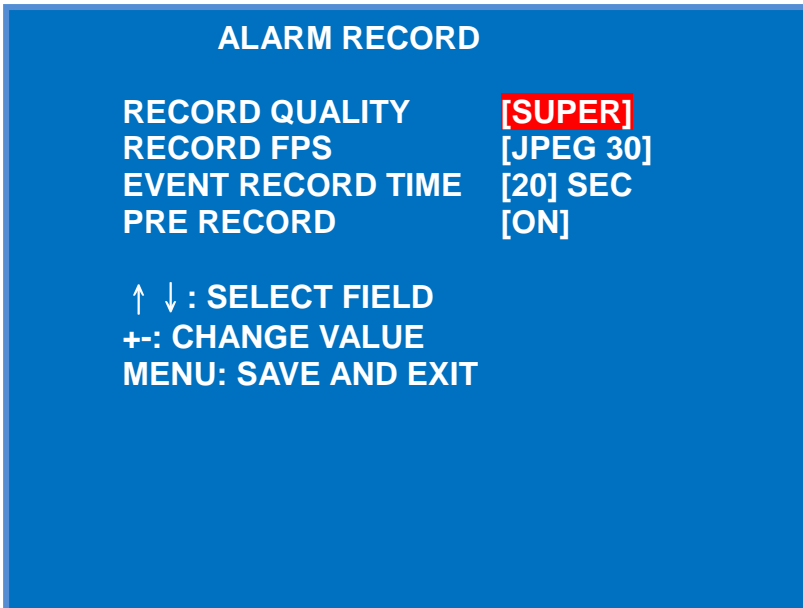 ALARM RECORD
RECORD QUALITY [SUPER]
RECORD FPS [JPEG 30]
EVENT RECORD TIME [20] SEC
PRE RECORD [ON]
↑ ↓ : SELECT FIELD
+-: CHANGE VALUE
MENU: SAVE AND EXIT